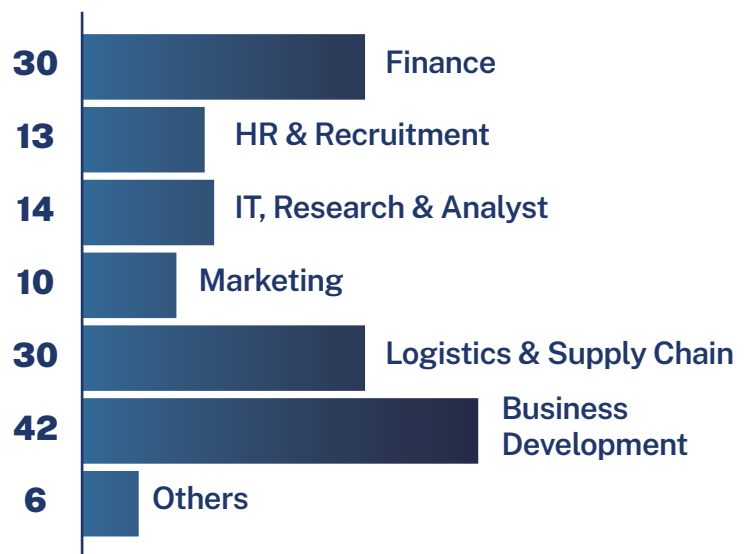 30 Finance
13 HR & Recruitment
14 IT, Research & Analyst
10 Marketing
30 Logistics & Supply Chain
42 Business
Development
6 Others